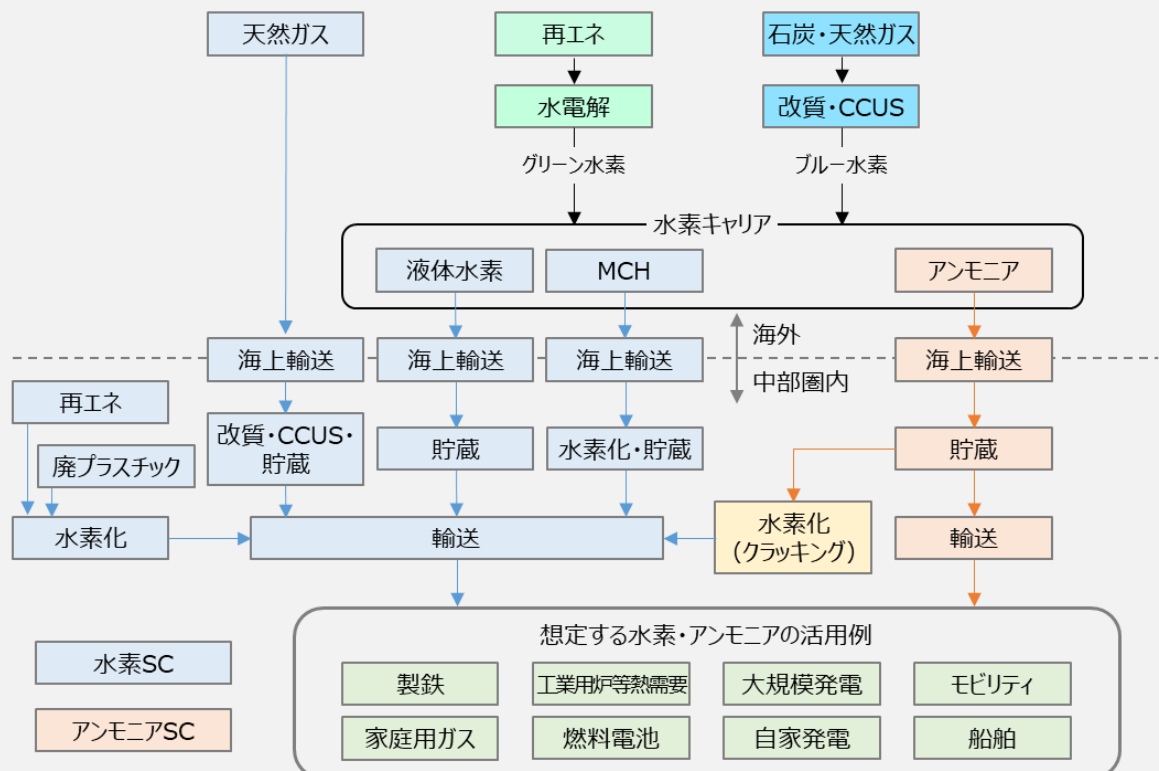 天然ガス
再エネ
石炭・天然ガス
水電解
改質・CCUS
グリーン水素
ブルー水素
水素キャリア
液体水素
MCH
アンモニア
海外
海上輸送
海上輸送
海上輸送
海上輸送
中部圏内
再エネ
改質・CCUS・
貯蔵
貯蔵
水素化・貯蔵
貯蔵
廃プラスチック
水素化
輸送
水素化
（クラッキング）
輸送
想定する水素・アンモニアの活用例
水素SC
製鉄
工業用炉等熱需要
大規模発電
モビリティ
アンモニアSC
家庭用ガス
燃料電池
自家発電
船舶